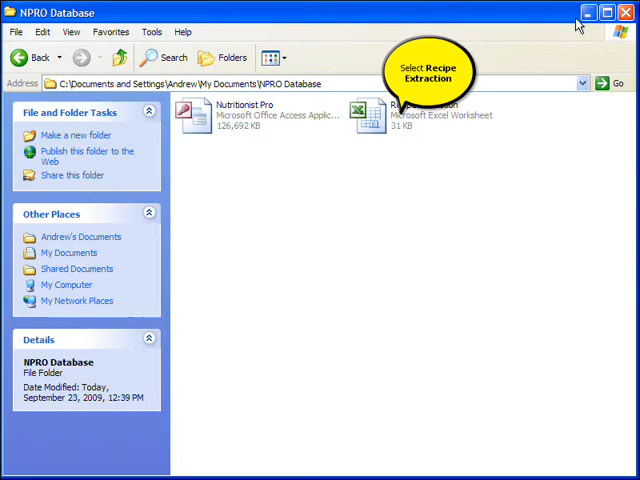 NPRO Database
File Edit View Favorites Tools Help
Back Search Folders
Address C:\Documents and Settings\Andrew\My Documents\NPRO Database Go
Select Recipe
Extraction
File and Folder Tasks
Make a new folder
Publish this folder to the
Web
Share this folder
Other Places
Andrew's Documents
My Documents
Shared Documents
My Computer
My Network Places
Details
NPRO Database
File Folder
Date Modified: Today,
September 23, 2009, 12:39 PM
Nutritionist Pro
Microsoft Office Access Applic...
126,692 KB
Microsoft Excel Worksheet
31 KB